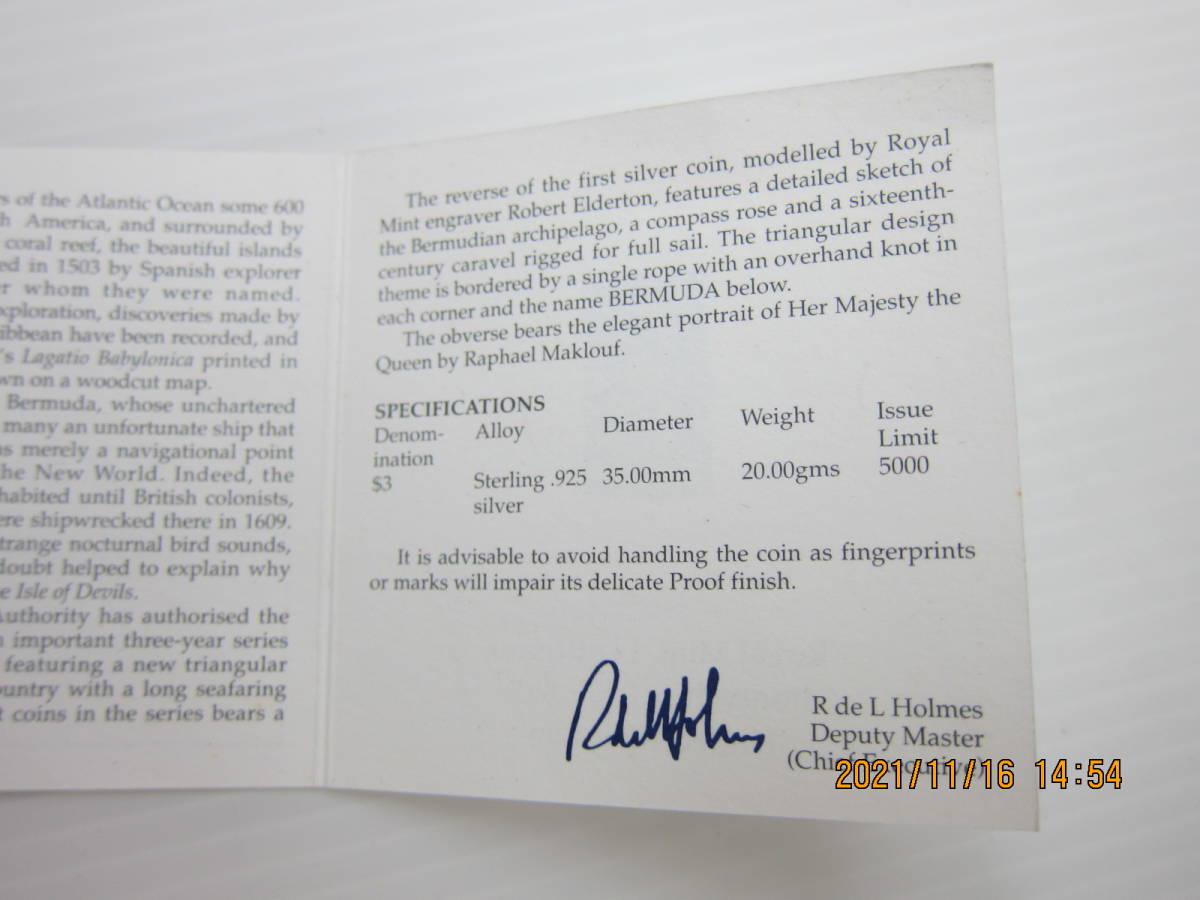 of the Atlantic Ocean some 600
America, and surrounded by
coral reef, the beautiful islands
in 1503 by Spanish explorer
whom they were named.
discoveries made by
have been recorded, and
Lagatio Babylonica printed in
on a woodcut map.
Bermuda, whose unchartered
many an unfortunate ship that
merely a navigational point
New World. Indeed, the
until British colonists,
shipwrecked there in 1609.
nocturnal bird sounds,
doubt helped to explain why
Isle of Devils.
Authority has authorised the
important three-year series
featuring a new triangular
with a long seafaring
coins in the series bears a
The reverse of the first silver coin, modelled by Royal
Mint engraver Robert Elderton, features a detailed sketch of
the Bermudian archipelago, a compass rose and a sixteenth-
century caravel rigged for full sail. The triangular design
theme is bordered by a single rope with an overhand knot in
each corner and the name BERMUDA below.
The obverse bears the elegant portrait of Her Majesty the
Queen by Raphael Maklouf.
SPECIFICATIONS
Denom- Alloy Diameter Weight Issue
ination Limit
$3 Sterling .925 35.00mm 20.00gms 5000
silver
It is advisable to avoid handling the coin as fingerprints
or marks will impair its delicate Proof finish.
R de L Holmes
Deputy Master
(Chief Executive)
2021/11/16 14:54